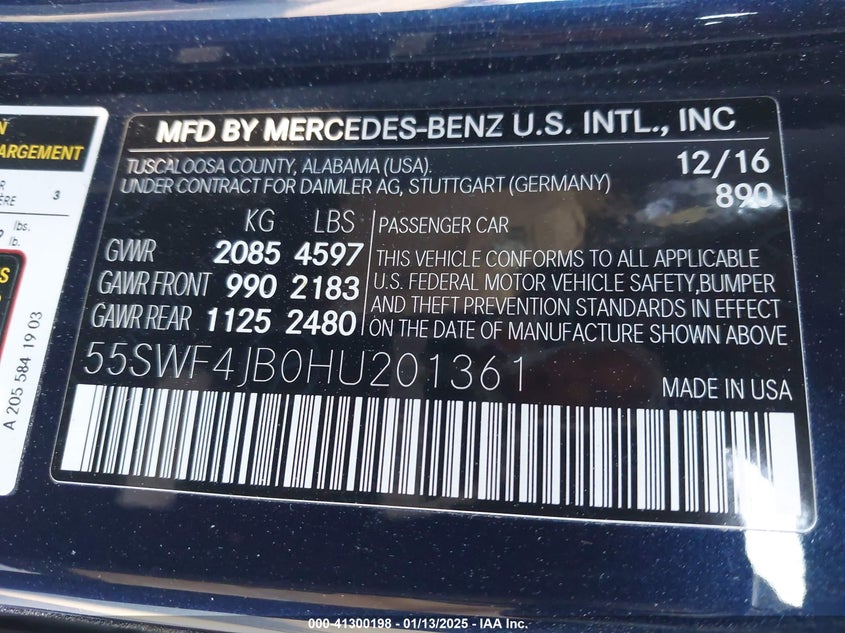 N
ARGEMENT
R
ÈRE 3
lbs.
lb.
S
A 205 584 19 03
MFD BY MERCEDES-BENZ U.S. INTL., INC
TUSCALOOSA COUNTY, ALABAMA (USA). 12/16
UNDER CONTRACT FOR DAIMLER AG, STUTTGART (GERMANY) 890
KG LBS
GVWR 2085 4597
GAWR FRONT 990 2183
GAWR REAR 1125 2480
PASSENGER CAR
THIS VEHICLE CONFORMS TO ALL APPLICABLE
U.S. FEDERAL MOTOR VEHICLE SAFETY,BUMPER
AND THEFT PREVENTION STANDARDS IN EFFECT
ON THE DATE OF MANUFACTURE SHOWN ABOVE
55SWF4JB0HU201361
MADE IN USA
000-41300198 - 01/13/2025 - IAA Inc.